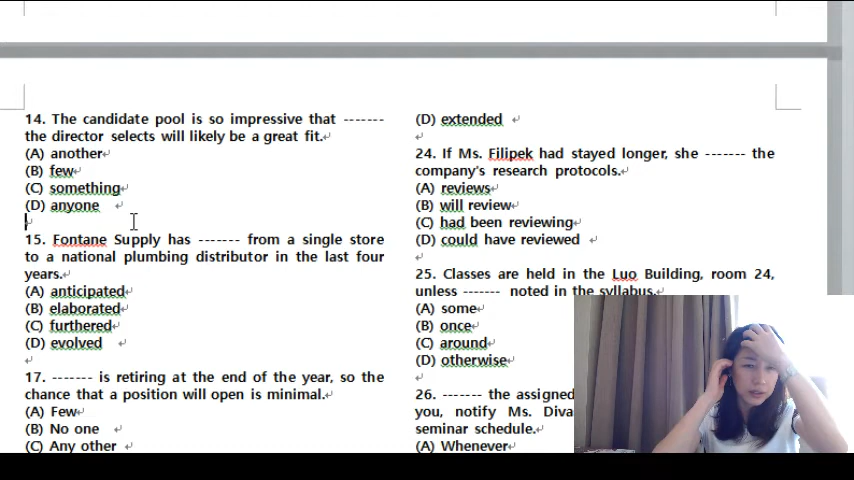 14. The candidate pool is so impressive that -------
the director selects will likely be a great fit.
(A) another
(B) few
(C) something
(D) anyone
15. Fontane Supply has ------- from a single store
to a national plumbing distributor in the last four
years.
(A) anticipated
(B) elaborated
(C) furthered
(D) evolved
17. ------- is retiring at the end of the year, so the
chance that a position will open is minimal.
(A) Few
(B) No one
(C) Any other
(D) extended
24. If Ms. Filipek had stayed longer, she ------- the
company's research protocols.
(A) reviews
(B) will review
(C) had been reviewing
(D) could have reviewed
25. Classes are held in the Luo Building, room 24,
unless ------- noted in the syllabus.
(A) some
(B) once
(C) around
(D) otherwise
26. ------- the assigned
you, notify Ms. Diva
seminar schedule.
(A) Whenever